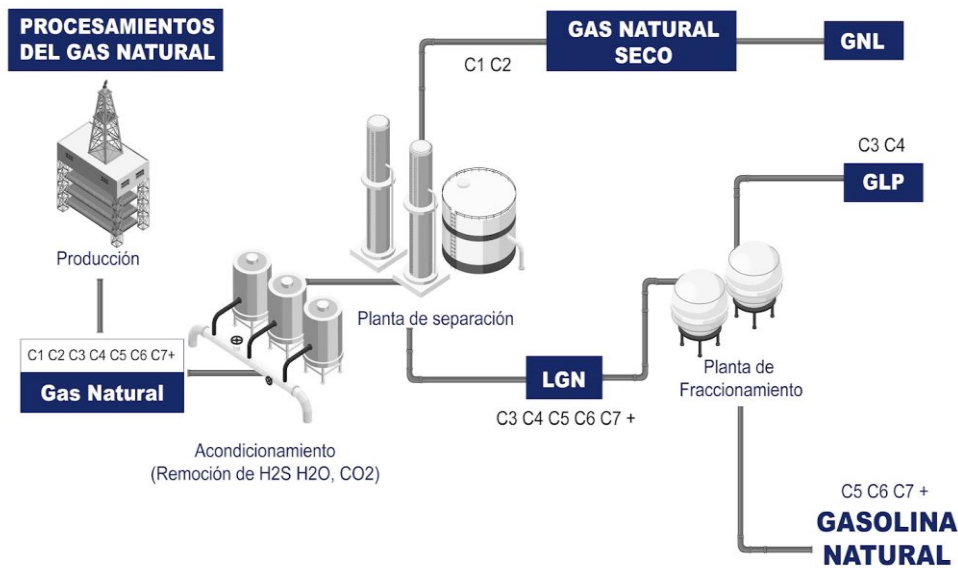 PROCESAMIENTOS
DEL GAS NATURAL
Producción
C1 C2 C3 C4 C5 C6 C7+
Gas Natural
Acondicionamiento
(Remoción de H2S H2O, CO2)
Planta de separación
C1 C2
GAS NATURAL
SECO
GNL
LGN
C3 C4 C5 C6 C7 +
Planta de
Fraccionamiento
C3 C4
GLP
C5 C6 C7 +
GASOLINA
NATURAL